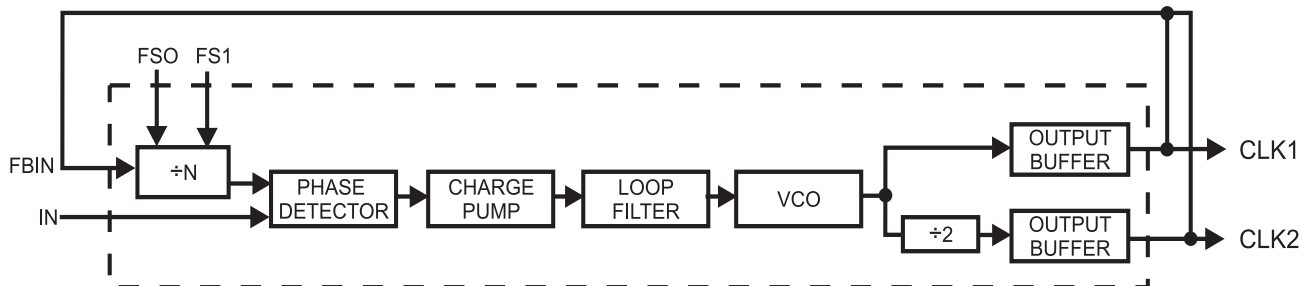 FSO FS1
FBIN
÷N
IN
PHASE
DETECTOR
CHARGE
PUMP
LOOP
FILTER
VCO
÷2
OUTPUT
BUFFER
CLK1
OUTPUT
BUFFER
CLK2